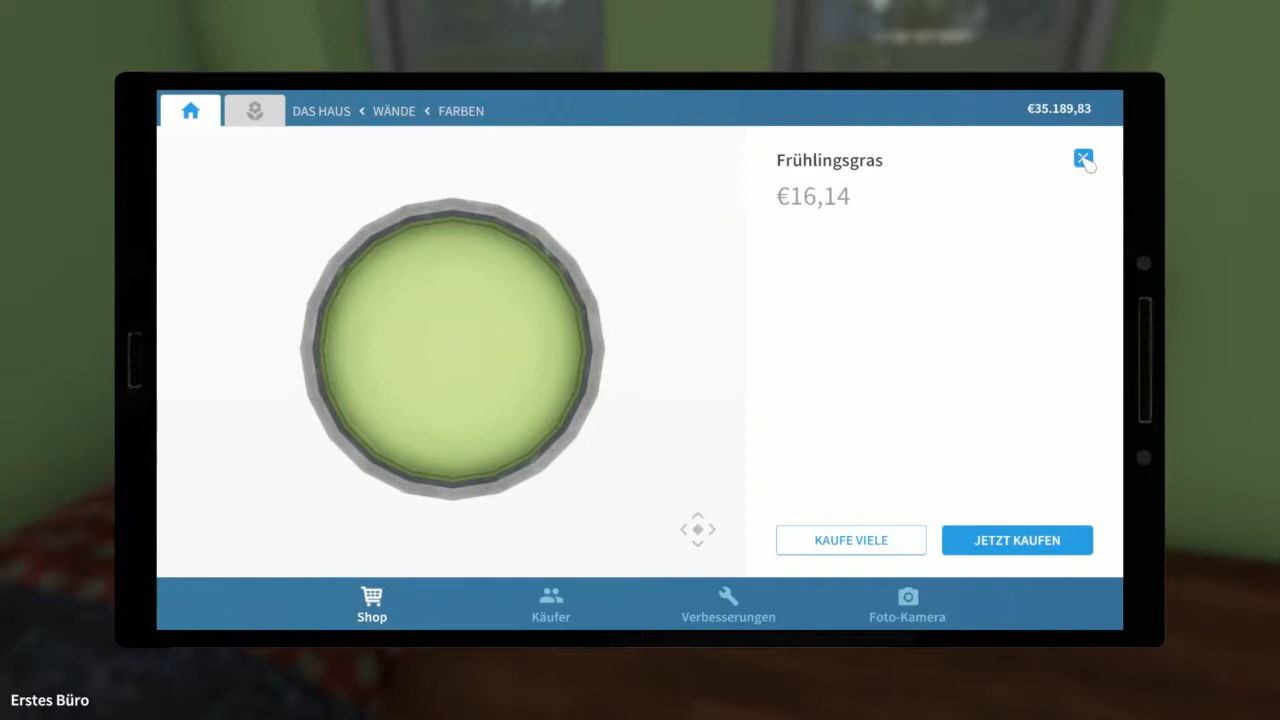 DAS HAUS < WÄNDE < FARBEN
€35.189,83
Frühlingsgras
€16,14
KAUFE VIELE
JETZT KAUFEN
Shop
Käufer
Verbesserungen
Foto-Kamera
Erstes Büro